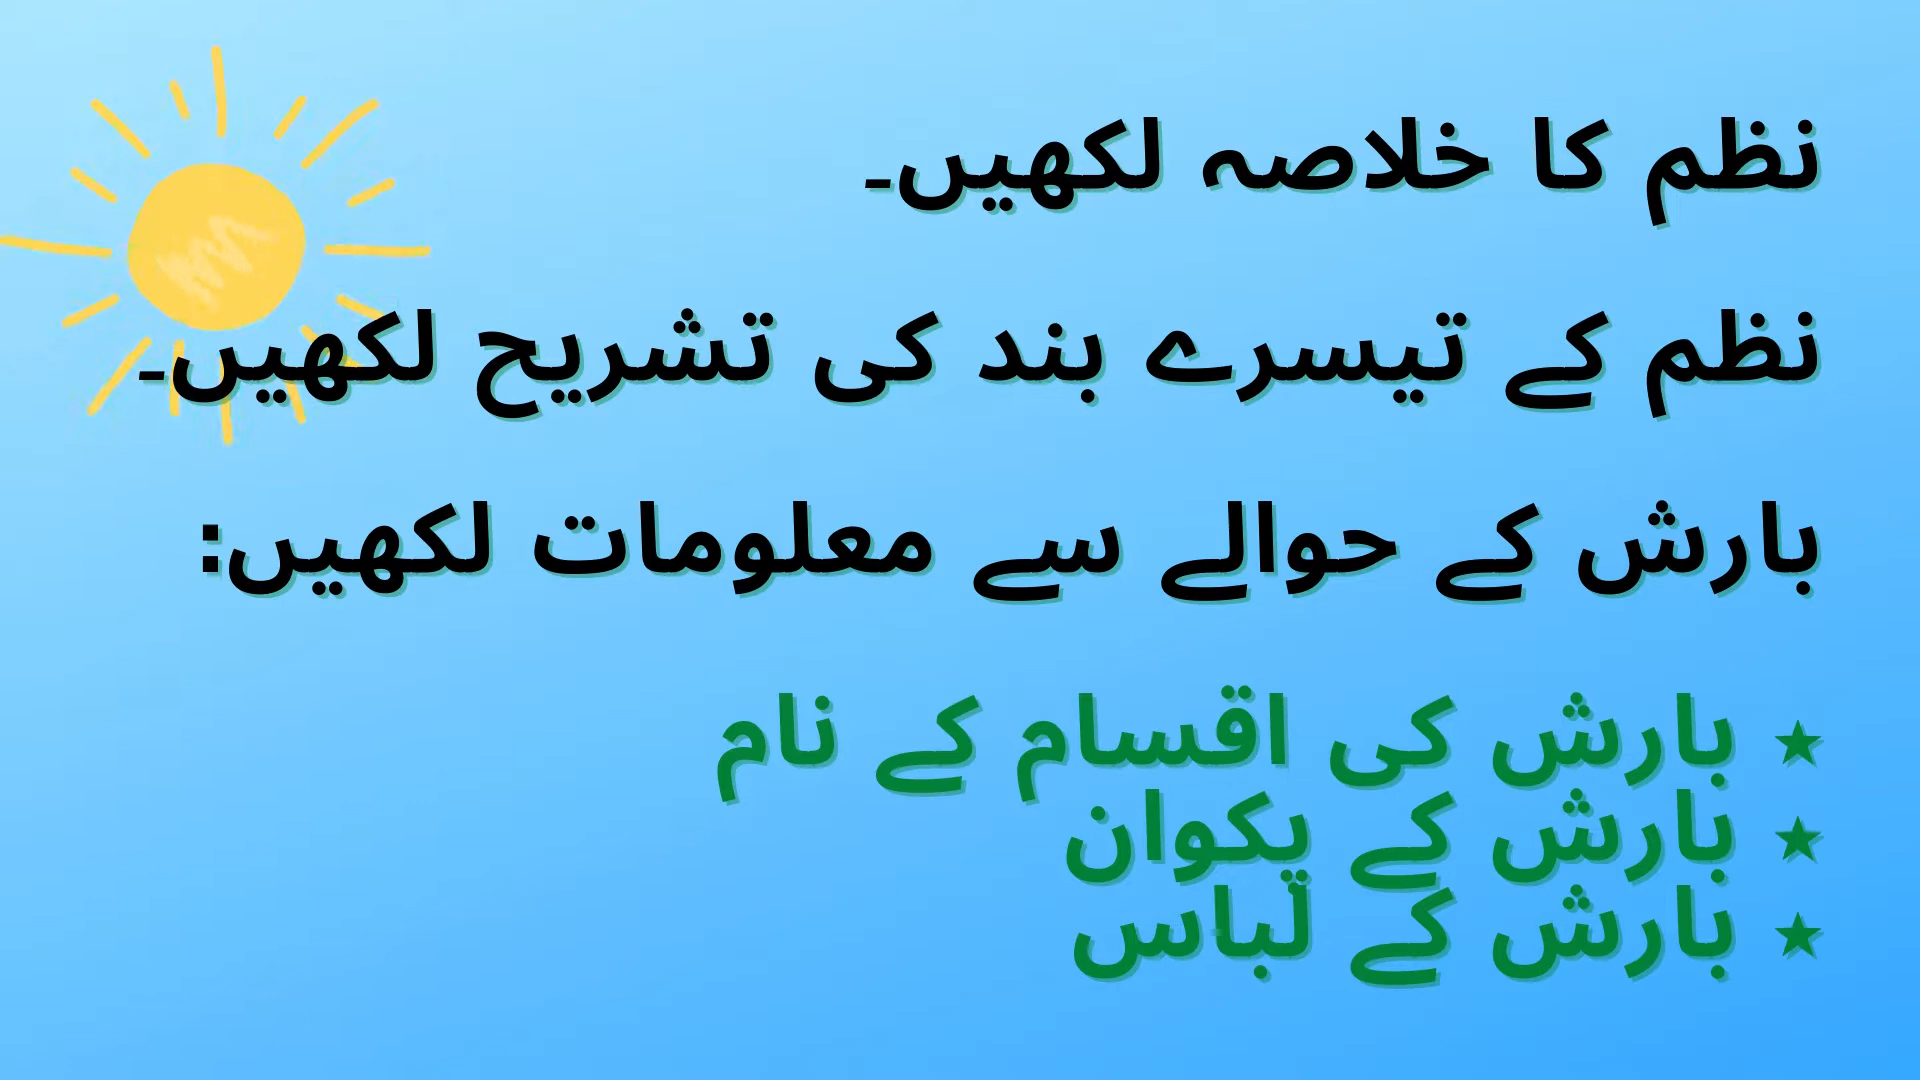 نظم کا خلاصہ لکھیں۔
نظم کے تیسرے بند کی تشریح لکھیں۔
بارش کے حوالے سے معلومات لکھیں:
★ بارش کی اقسام کے نام
★ بارش کے پکوان
★ بارش کے لباس